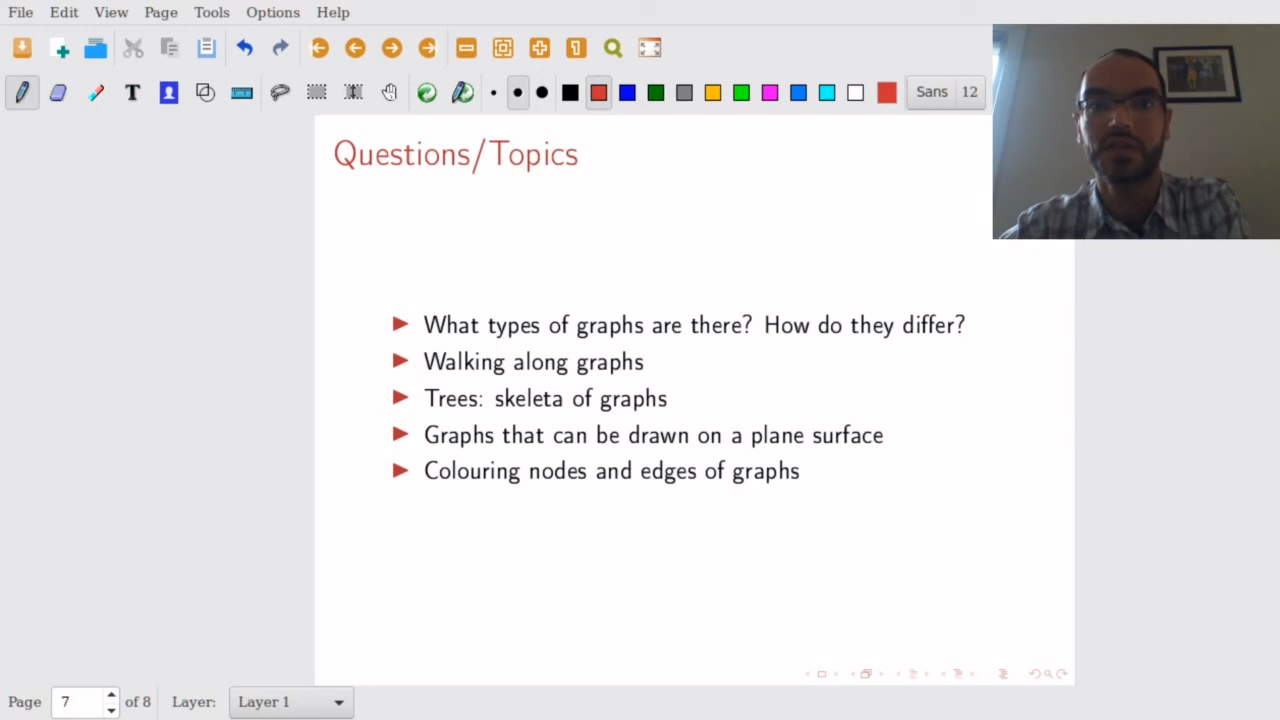 File Edit View Page Tools Options Help
T Sans 12
Questions/Topics
What types of graphs are there? How do they differ?
Walking along graphs
Trees: skeleta of graphs
Graphs that can be drawn on a plane surface
Colouring nodes and edges of graphs
Page 7 of 8 Layer: Layer 1